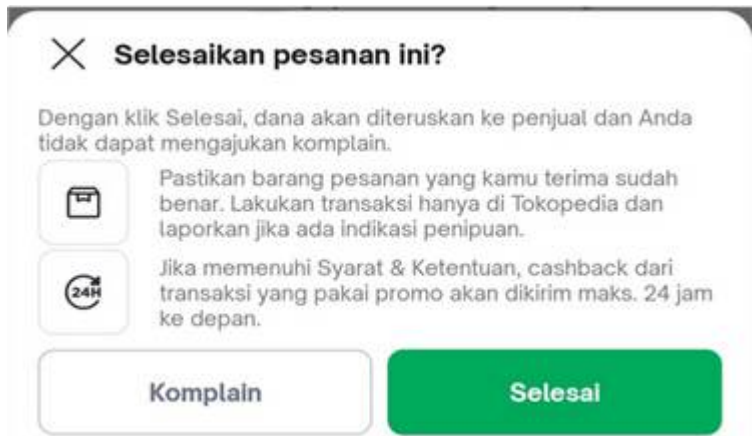 Selesaikan pesanan ini?
Dengan klik Selesai, dana akan diteruskan ke penjual dan Anda
tidak dapat mengajukan komplain.
Pastikan barang pesanan yang kamu terima sudah
benar. Lakukan transaksi hanya di Tokopedia dan
laporkan jika ada indikasi penipuan.
24H
Jika memenuhi Syarat & Ketentuan, cashback dari
transaksi yang pakai promo akan dikirim maks. 24 jam
ke depan.
Komplain
Selesai